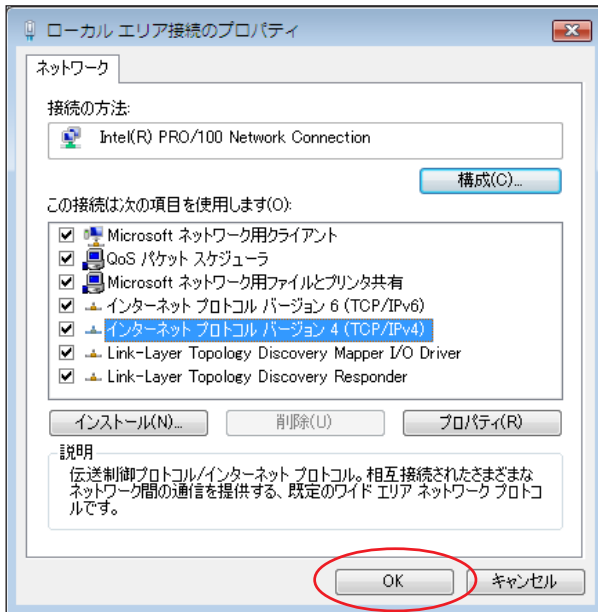 ローカル エリア接続のプロパティ
ネットワーク
接続の方法:
Intel(R) PRO/100 Network Connection
構成(C)...
この接続は次の項目を使用します(O):
Microsoft ネットワーク用クライアント
QoS パケット スケジューラ
Microsoft ネットワーク用ファイルとプリンタ共有
インターネット プロトコル バージョン 6 (TCP/IPv6)
インターネット プロトコル バージョン 4 (TCP/IPv4)
Link-Layer Topology Discovery Mapper I/O Driver
Link-Layer Topology Discovery Responder
インストール(N)... 削除(U) プロパティ(R)
説明
伝送制御プロトコル/インターネット プロトコル。相互接続されたさまざまな
ネットワーク間の通信を提供する、既定のワイド エリア ネットワーク プロトコ
ルです。
OK キャンセル